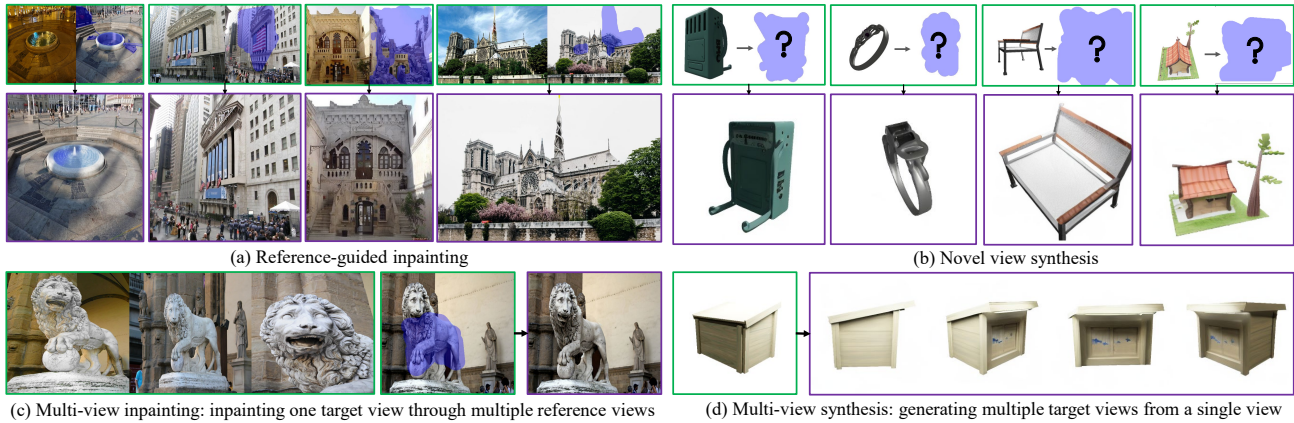 ? ? ? ?
(a) Reference-guided inpainting
(b) Novel view synthesis
(c) Multi-view inpainting: inpainting one target view through multiple reference views
(d) Multi-view synthesis: generating multiple target views from a single view